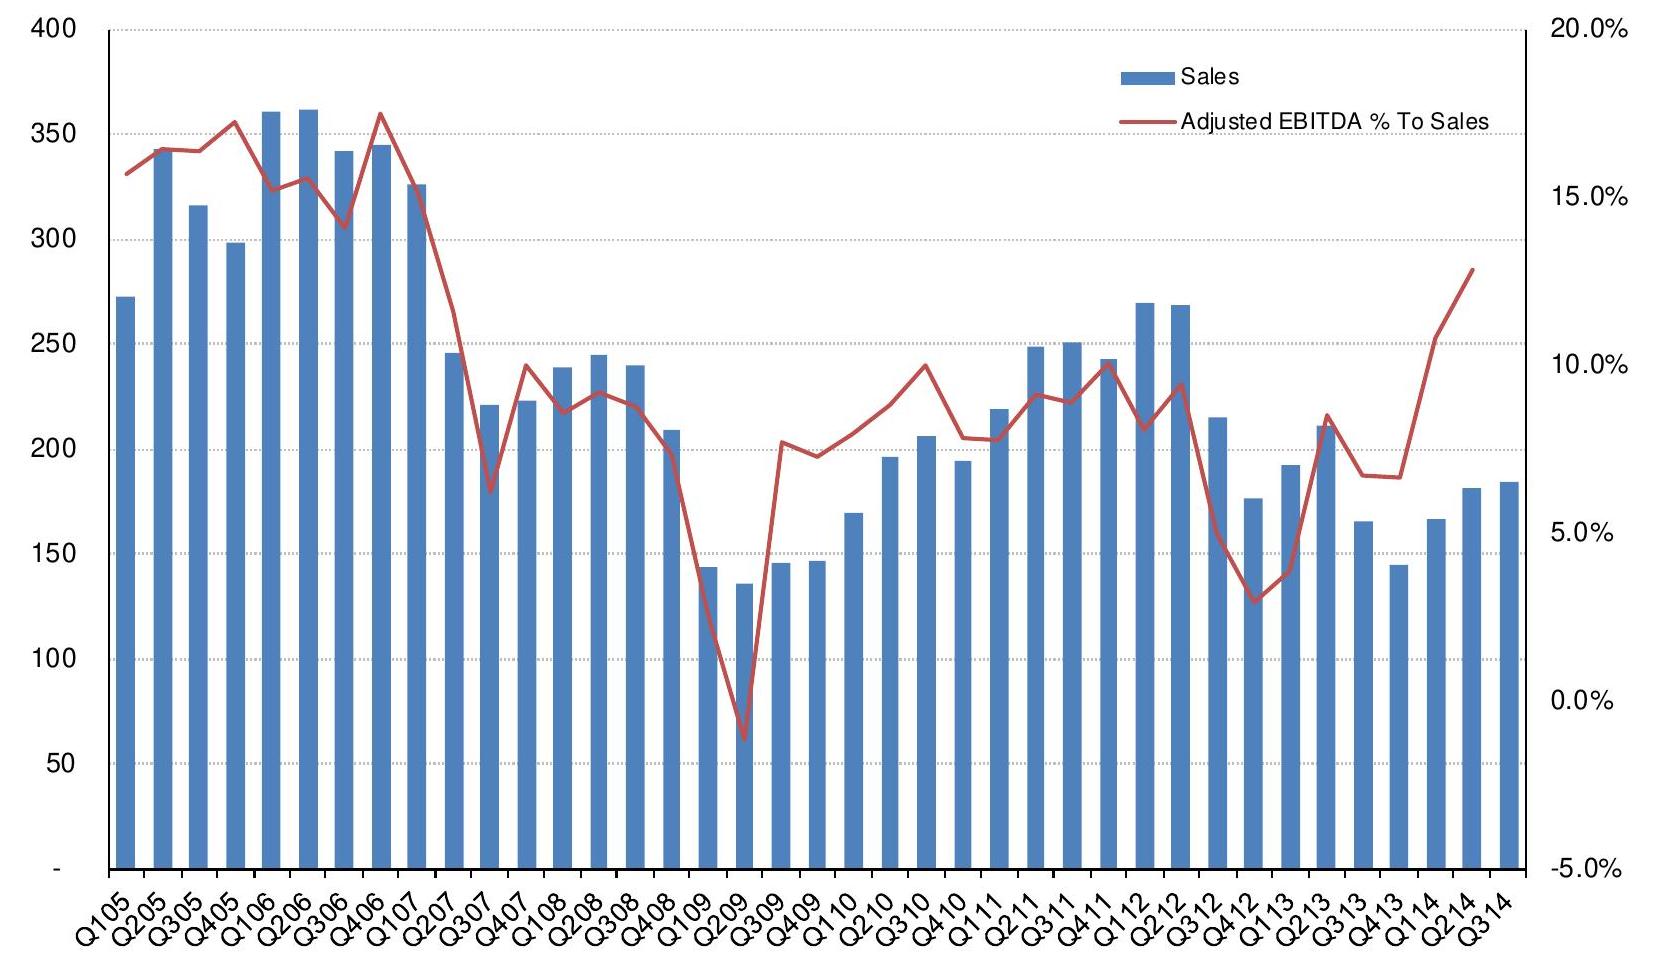 400
350
300
250
200
150
100
50
-
20.0%
15.0%
10.0%
5.0%
0.0%
-5.0%
Sales
Adjusted EBITDA % To Sales
Q105
Q205
Q305
Q405
Q106
Q206
Q306
Q406
Q107
Q207
Q307
Q407
Q108
Q208
Q308
Q408
Q109
Q209
Q309
Q409
Q110
Q210
Q310
Q410
Q111
Q211
Q311
Q411
Q112
Q212
Q312
Q412
Q113
Q213
Q313
Q413
Q114
Q214
Q314